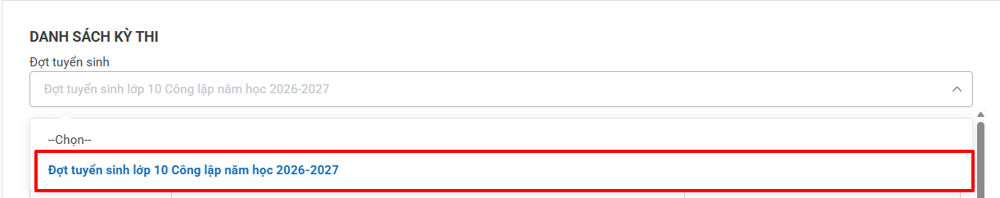 DANH SÁCH KỲ THI
Đợt tuyển sinh
Đợt tuyển sinh lớp 10 Công lập năm học 2026-2027
--Chọn--
Đợt tuyển sinh lớp 10 Công lập năm học 2026-2027